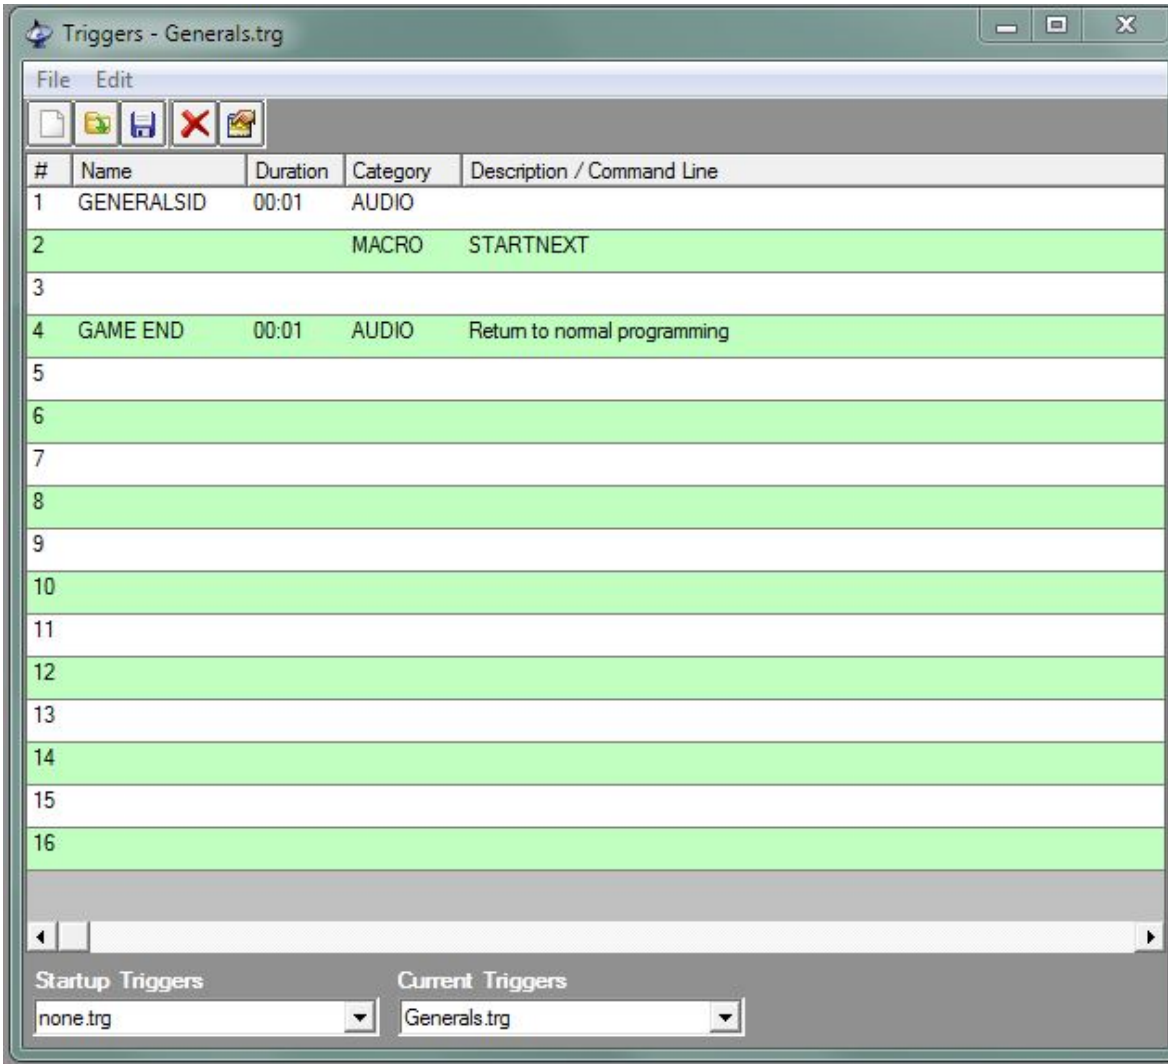 Triggers - Generals.trg
File Edit
# Name Duration Category Description / Command Line
1 GENERALSID 00:01 AUDIO
2 MACRO STARTNEXT
3
4 GAME END 00:01 AUDIO Return to normal programming
5
6
7
8
9
10
11
12
13
14
15
16
Startup Triggers Current Triggers
none.trg Generals.trg